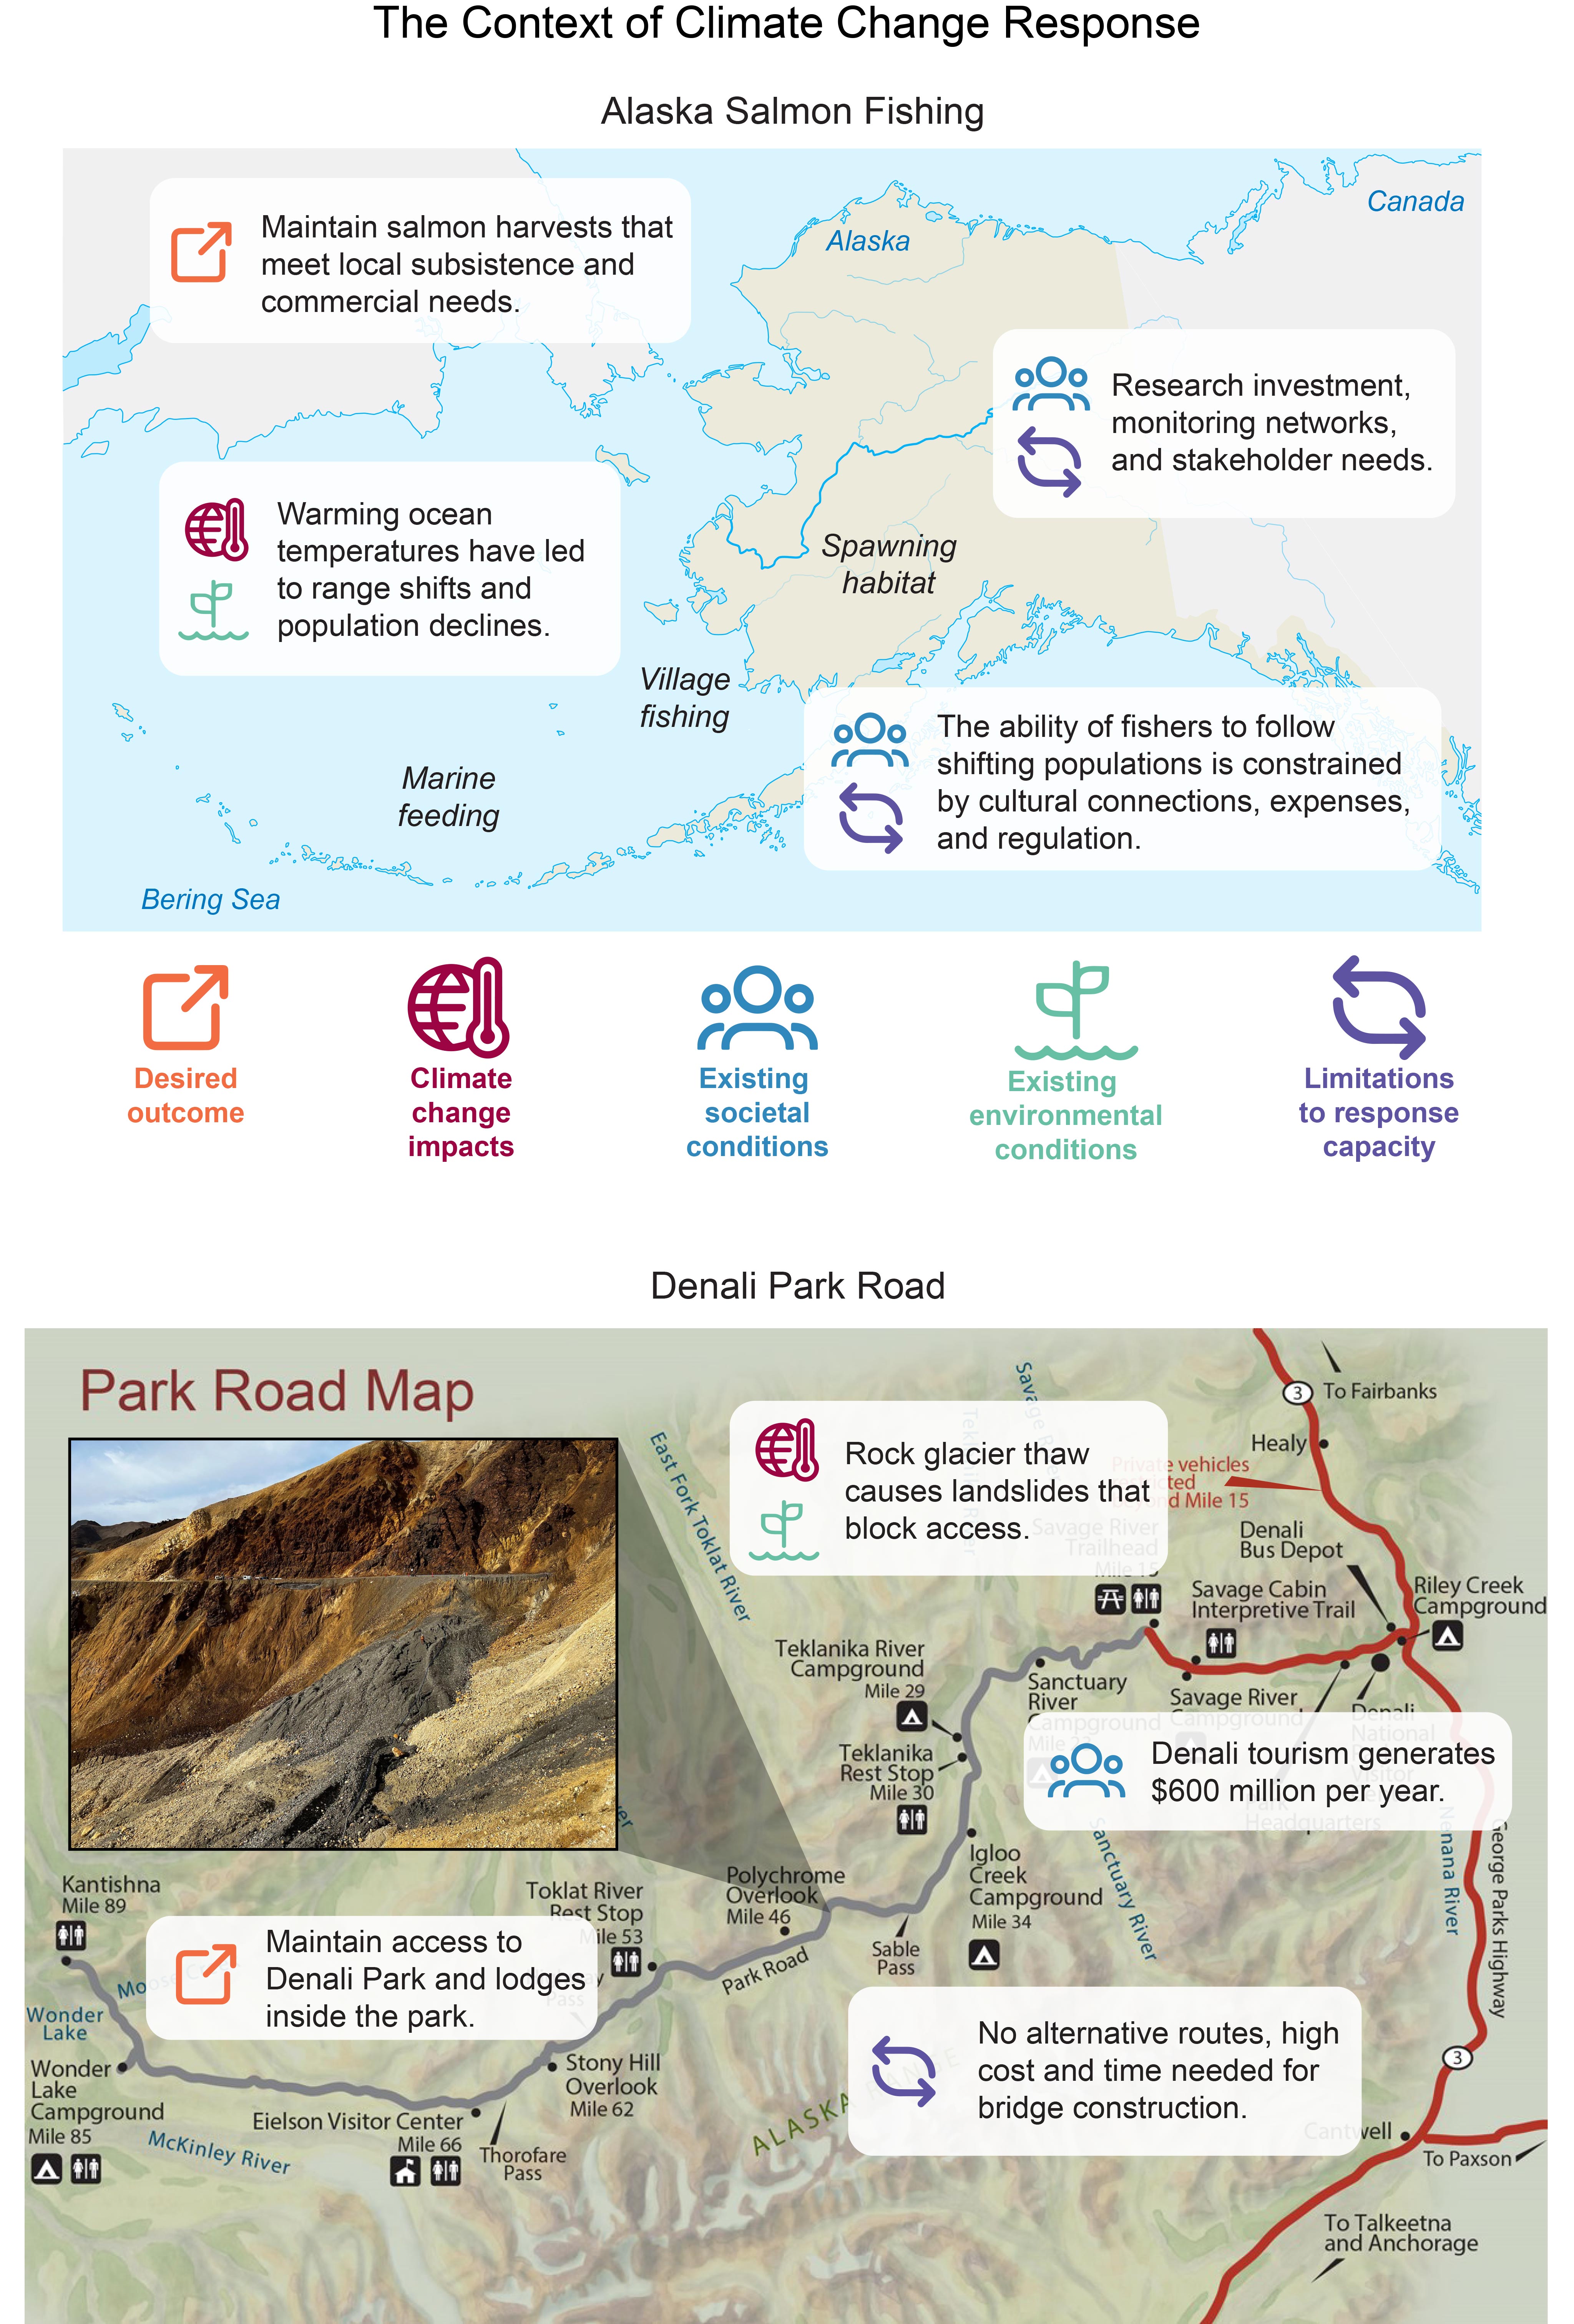 The Context of Climate Change Response
Alaska Salmon Fishing
Canada
Alaska
Maintain salmon harvests that
meet local subsistence and
commercial needs.
Research investment,
monitoring networks,
and stakeholder needs.
Warming ocean
temperatures have led
to range shifts and
population declines.
Spawning
habitat
Village
fishing
The ability of fishers to follow
shifting populations is constrained
by cultural connections, expenses,
and regulation.
Marine
feeding
Bering Sea
Desired
outcome
Climate
change
impacts
Existing
societal
conditions
Existing
environmental
conditions
Limitations
to response
capacity
Denali Park Road
Park Road Map
3
To Fairbanks
Healy
East Fork Toklat River
Rock glacier thaw
causes landslides that
block access.
Private vehicles
restricted
beyond Mile 15
Savage River
Trailhead
Mile 15
Denali
Bus Depot
Savage Cabin
Interpretive Trail
Riley Creek
Campground
Teklanika River
Campground
Mile 29
Sanctuary
River
Campground
Savage River
Campground
Denali
National
Visitor
Headquarters
Teklanika
Rest Stop
Mile 30
Denali tourism generates
$600 million per year.
Igloo
Creek
Campground
Mile 34
Sanctuary River
Nenana River
George Parks Highway
Kantishna
Mile 89
Toklat River
Rest Stop
Mile 53
Polychrome
Overlook
Mile 46
Sable
Pass
Park Road
Maintain access to
Denali Park and lodges
inside the park.
Wonder
Lake
Wonder
Lake
Campground
Mile 85
Pass
Stony Hill
Overlook
Mile 62
Eielson Visitor Center
Mile 66
Thorofare
Pass
McKinley River
ALASKA RANGE
No alternative routes, high
cost and time needed for
bridge construction.
3
Cantwell
To Paxson
To Talkeetna
and Anchorage